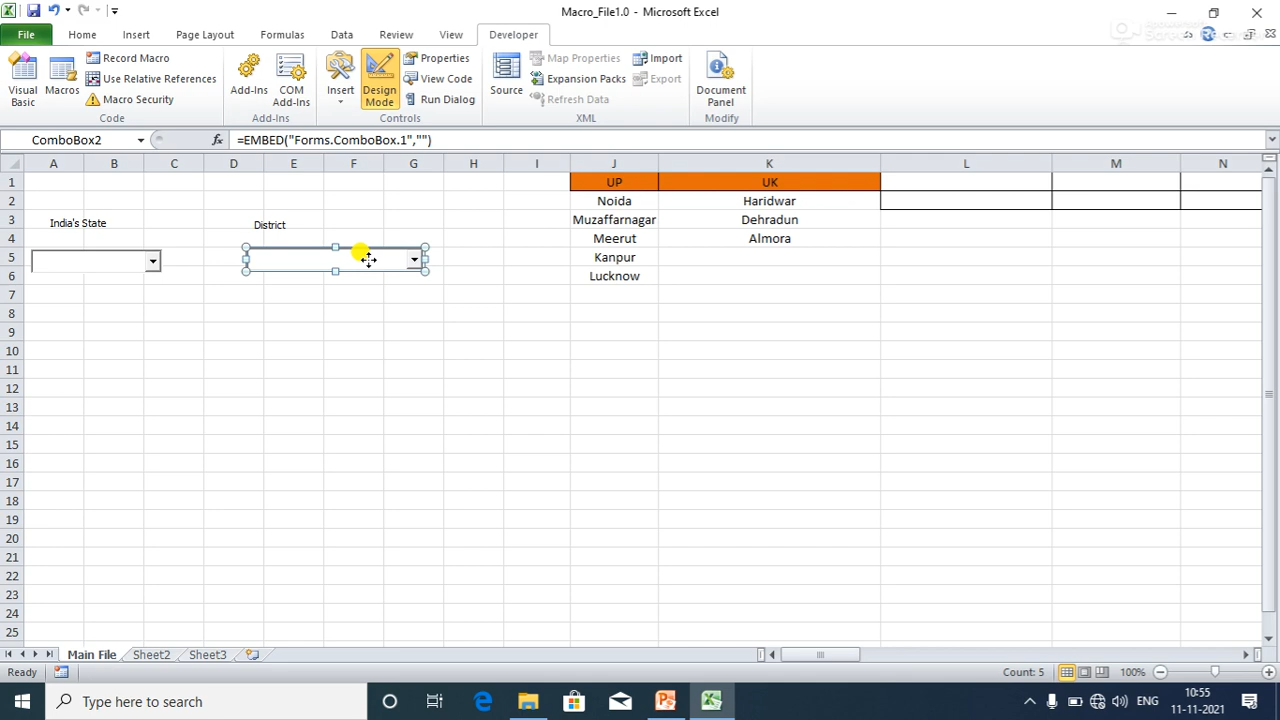 Macro_File1.0 - Microsoft Excel
File Home Insert Page Layout Formulas Data Review View Developer
Visual Basic
Macros
Record Macro
Use Relative References
Macro Security
Code
Add-Ins
COM Add-Ins
Add-Ins
Insert
Design Mode
Properties
View Code
Run Dialog
Controls
Source
Map Properties
Expansion Packs
Refresh Data
Import
Export
XML
Document Panel
Modify
ComboBox2 fx =EMBED("Forms.ComboBox.1","")
A B C D E F G H I J K L M N
1 UP UK
2 Noida Haridwar
3 India's State District Muzaffarnagar Dehradun
4 Meerut Almora
5 Kanpur
6 Lucknow
7
8
9
10
11
12
13
14
15
16
17
18
19
20
21
22
23
24
25
Main File Sheet2 Sheet3
Ready Count: 5 100%
Type here to search ENG 10:55
11-11-2021